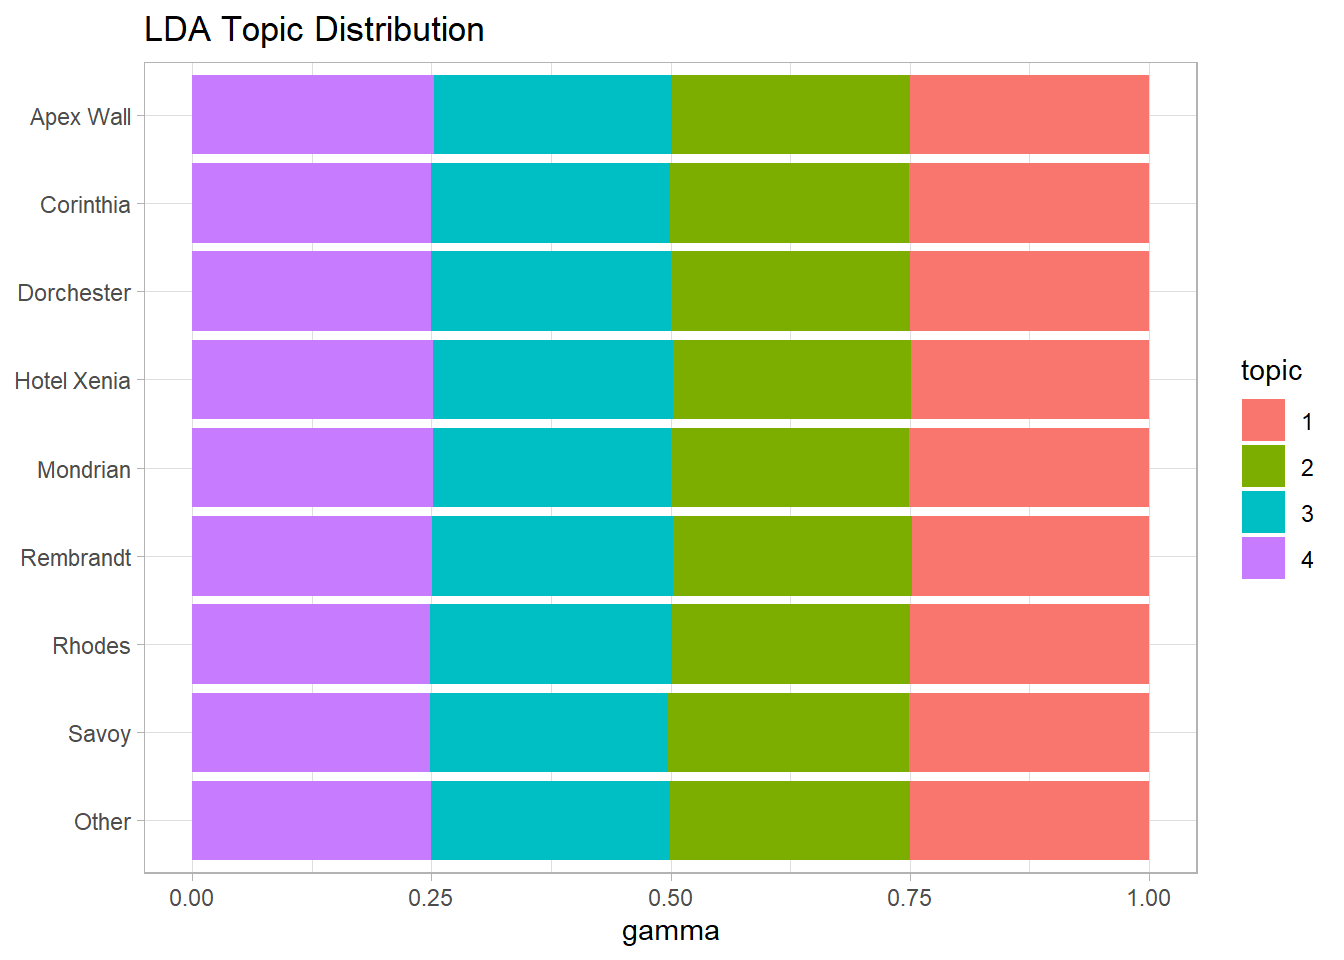 LDA Topic Distribution
Apex Wall
Corinthia
Dorchester
Hotel Xenia
Mondrian
Rembrandt
Rhodes
Savoy
Other
0.00 0.25 0.50 0.75 1.00
gamma
topic
1
2
3
4